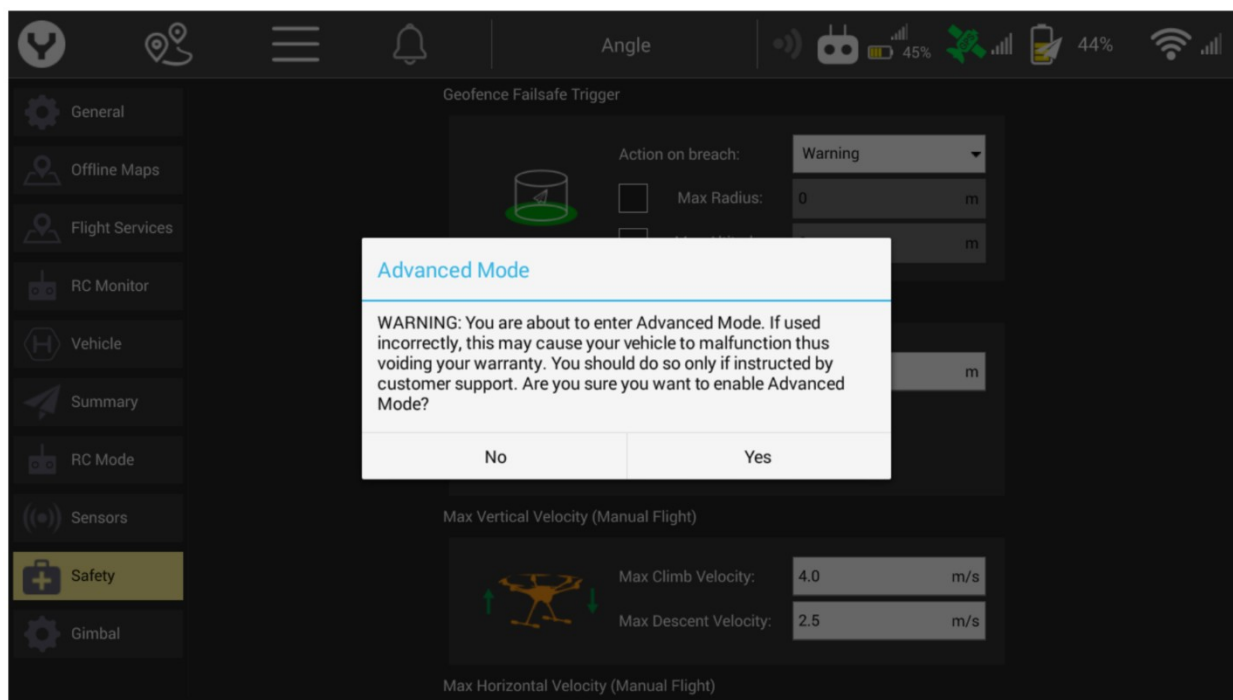 Angle
45%
44%
General
Offline Maps
Flight Services
RC Monitor
Vehicle
Summary
RC Mode
Sensors
Safety
Gimbal
Geofence Failsafe Trigger
Action on breach: Warning
Max Radius: 0 m
m
Advanced Mode
WARNING: You are about to enter Advanced Mode. If used
incorrectly, this may cause your vehicle to malfunction thus
voiding your warranty. You should do so only if instructed by
customer support. Are you sure you want to enable Advanced
Mode?
No Yes
m
Max Vertical Velocity (Manual Flight)
Max Climb Velocity: 4.0 m/s
Max Descent Velocity: 2.5 m/s
Max Horizontal Velocity (Manual Flight)